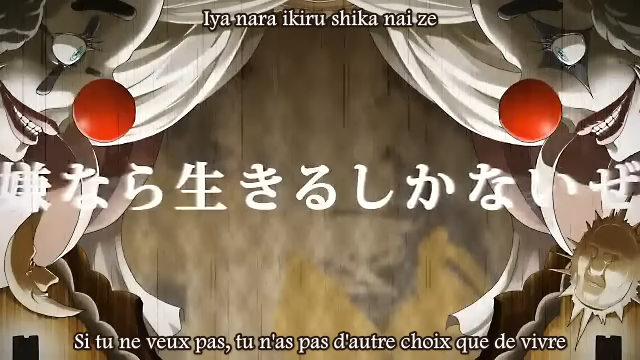 Iya nara ikiru shika nai ze
嫌なら生きるしかないぜ
Si tu ne veux pas, tu n'as pas d'autre choix que de vivre